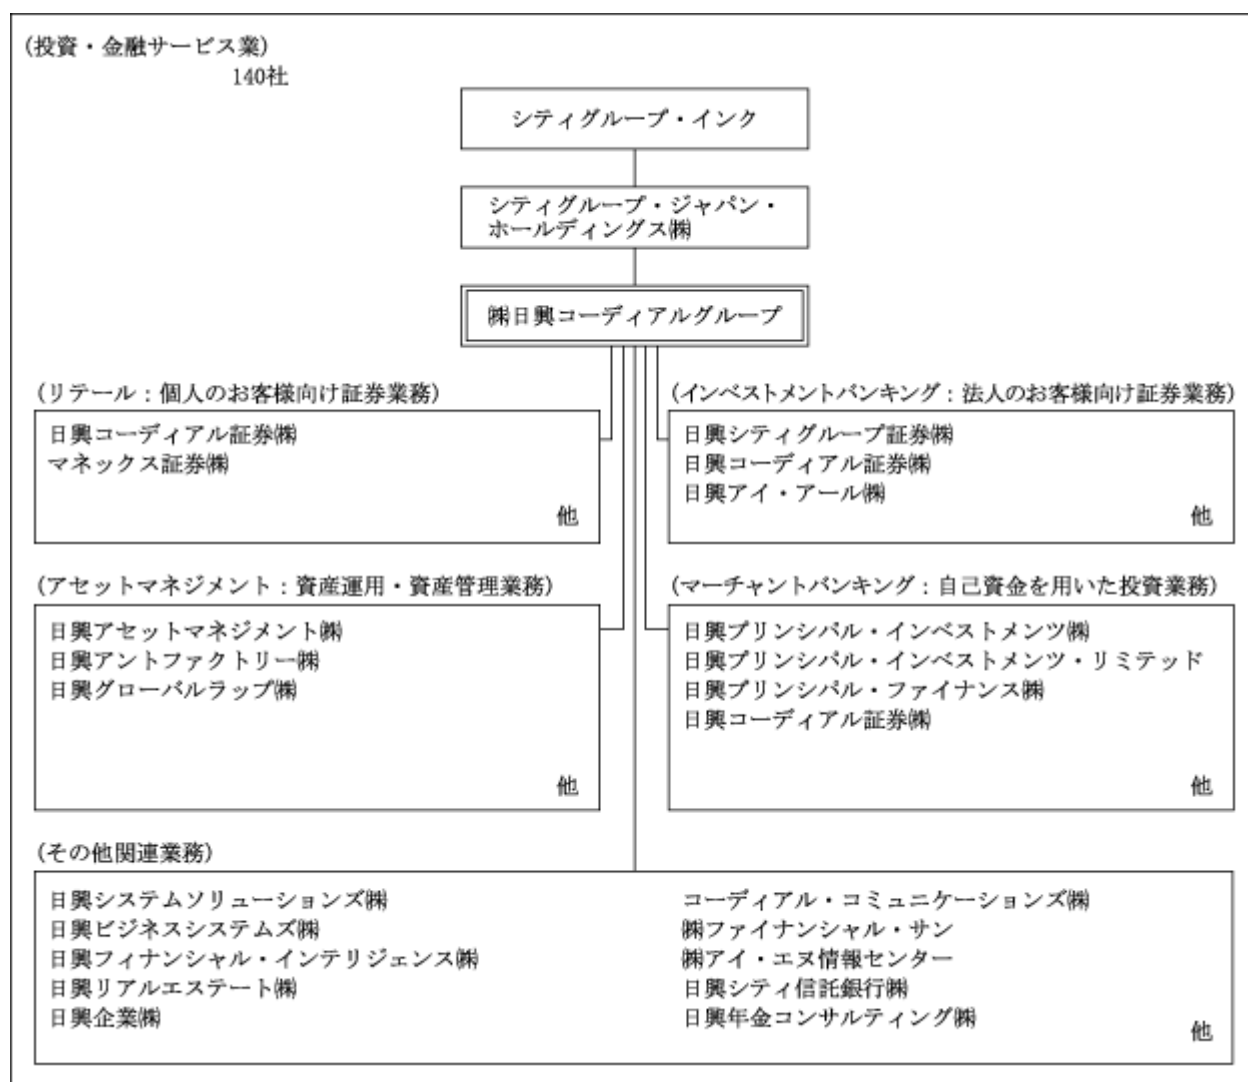 (投資・金融サービス業)
140社
シティグループ・インク
シティグループ・ジャパン・
ホールディングス㈱
㈱日興コーディアルグループ
(リテール：個人のお客様向け証券業務)
日興コーディアル証券㈱
マネックス証券㈱
他
(インベストメントバンキング：法人のお客様向け証券業務)
日興シティグループ証券㈱
日興コーディアル証券㈱
日興アイ・アール㈱
他
(アセットマネジメント：資産運用・資産管理業務)
日興アセットマネジメント㈱
日興アントファクトリー㈱
日興グローバルラップ㈱
他
(マーチャントバンキング：自己資金を用いた投資業務)
日興プリンシパル・インベストメンツ㈱
日興プリンシパル・インベストメンツ・リミテッド
日興プリンシパル・ファイナンス㈱
日興コーディアル証券㈱
他
(その他関連業務)
日興システムソリューションズ㈱
日興ビジネスシステムズ㈱
日興フィナンシャル・インテリジェンス㈱
日興リアルエステート㈱
日興企業㈱
コーディアル・コミュニケーションズ㈱
㈱ファイナンシャル・サン
㈱アイ・エヌ情報センター
日興シティ信託銀行㈱
日興年金コンサルティング㈱
他